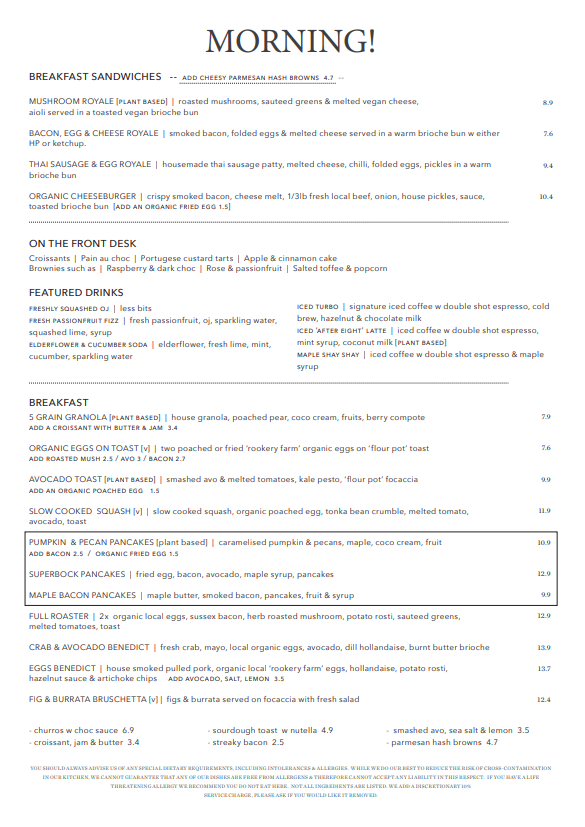 MORNING!
BREAKFAST SANDWICHES -- ADD CHEESY PARMESAN HASH BROWNS 4.7 --
MUSHROOM ROYALE [PLANT BASED] | roasted mushrooms, sauteed greens & melted vegan cheese, 8.9
aioli served in a toasted vegan brioche bun
BACON, EGG & CHEESE ROYALE | smoked bacon, folded eggs & melted cheese served in a warm brioche bun w either 7.6
HP or ketchup.
THAI SAUSAGE & EGG ROYALE | housemade thai sausage patty, melted cheese, chilli, folded eggs, pickles in a warm 9.4
brioche bun
ORGANIC CHEESEBURGER | crispy smoked bacon, cheese melt, 1/3lb fresh local beef, onion, house pickles, sauce, 10.4
toasted brioche bun [ADD AN ORGANIC FRIED EGG 1.5]
ON THE FRONT DESK
Croissants | Pain au choc | Portugese custard tarts | Apple & cinnamon cake
Brownies such as | Raspberry & dark choc | Rose & passionfruit | Salted toffee & popcorn
FEATURED DRINKS
FRESHLY SQUASHED OJ | less bits
FRESH PASSIONFRUIT FIZZ | fresh passionfruit, oj, sparkling water,
squashed lime, syrup
ELDERFLOWER & CUCUMBER SODA | elderflower, fresh lime, mint,
cucumber, sparkling water
ICED TURBO | signature iced coffee w double shot espresso, cold
brew, hazelnut & chocolate milk
ICED 'AFTER EIGHT' LATTE | iced coffee w double shot espresso,
mint syrup, coconut milk [PLANT BASED]
MAPLE SHAY SHAY | iced coffee w double shot espresso & maple
syrup
BREAKFAST
5 GRAIN GRANOLA [PLANT BASED] | house granola, poached pear, coco cream, fruits, berry compote 7.9
ADD A CROISSANT WITH BUTTER & JAM 3.4
ORGANIC EGGS ON TOAST [v] | two poached or fried 'rookery farm' organic eggs on 'flour pot' toast 7.6
ADD ROASTED MUSH 2.5 / AVO 3 / BACON 2.7
AVOCADO TOAST [PLANT BASED] | smashed avo & melted tomatoes, kale pesto, 'flour pot' focaccia 9.9
ADD AN ORGANIC POACHED EGG 1.5
SLOW COOKED SQUASH [v] | slow cooked squash, organic poached egg, tonka bean crumble, melted tomato, 11.9
avocado, toast
PUMPKIN & PECAN PANCAKES [plant based] | caramelised pumpkin & pecans, maple, coco cream, fruit 10.9
ADD BACON 2.5 / ORGANIC FRIED EGG 1.5
SUPERBOCK PANCAKES | fried egg, bacon, avocado, maple syrup, pancakes 12.9
MAPLE BACON PANCAKES | maple butter, smoked bacon, pancakes, fruit & syrup 9.9
FULL ROASTER | 2x organic local eggs, sussex bacon, herb roasted mushroom, potato rosti, sauteed greens, 12.9
melted tomatoes, toast
CRAB & AVOCADO BENEDICT | fresh crab, mayo, local organic eggs, avocado, dill hollandaise, burnt butter brioche 13.9
EGGS BENEDICT | house smoked pulled pork, organic local 'rookery farm' eggs, hollandaise, potato rosti, 13.7
hazelnut sauce & artichoke chips ADD AVOCADO, SALT, LEMON 3.5
FIG & BURRATA BRUSCHETTA [v] | figs & burrata served on focaccia with fresh salad 12.4
- churros w choc sauce 6.9 - sourdough toast w nutella 4.9 - smashed avo, sea salt & lemon 3.5
- croissant, jam & butter 3.4 - streaky bacon 2.5 - parmesan hash browns 4.7
YOU SHOULD ALWAYS ADVISE US OF ANY SPECIAL DIETARY REQUIREMENTS, INCLUDING INTOLERANCES & ALLERGIES. WHILE WE DO OUR BEST TO REDUCE THE RISK OF CROSS-CONTAMINATION
IN OUR KITCHEN, WE CANNOT GUARANTEE THAT ANY OF OUR DISHES ARE FREE FROM ALLERGENS & THEREFORE CANNOT ACCEPT ANY LIABILITY IN THIS RESPECT. IF YOU HAVE A LIFE
THREATENING ALLERGY WE RECOMMEND YOU DO NOT EAT HERE. NOT ALL INGREDIENTS ARE LISTED. WE ADD A DISCRETIONARY 10%
SERVICE CHARGE, PLEASE ASK IF YOU WOULD LIKE IT REMOVED.